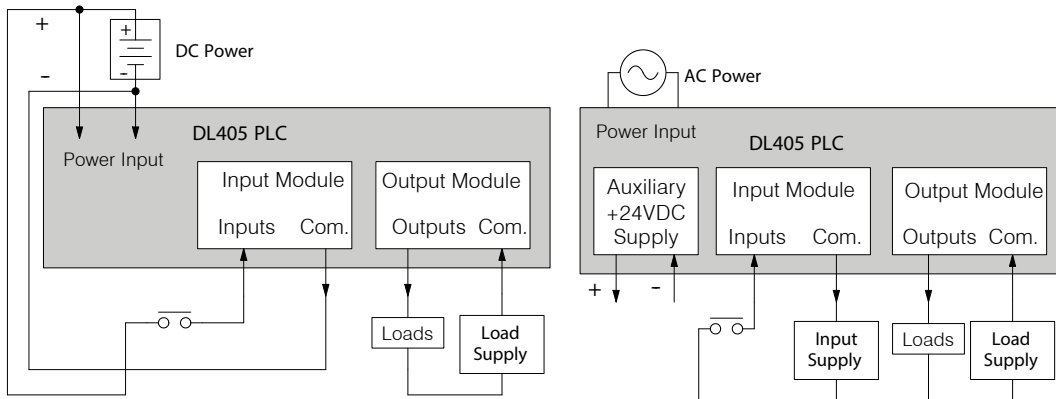 +
-
+
-
DC Power
DL405 PLC
Power Input
Input Module
Inputs Com.
Output Module
Outputs Com.
Loads
Load
Supply
AC Power
Power Input
DL405 PLC
Auxiliary
+24VDC
Supply
+ -
Input Module
Inputs Com.
Output Module
Outputs Com.
Input
Supply
Loads
Load
Supply